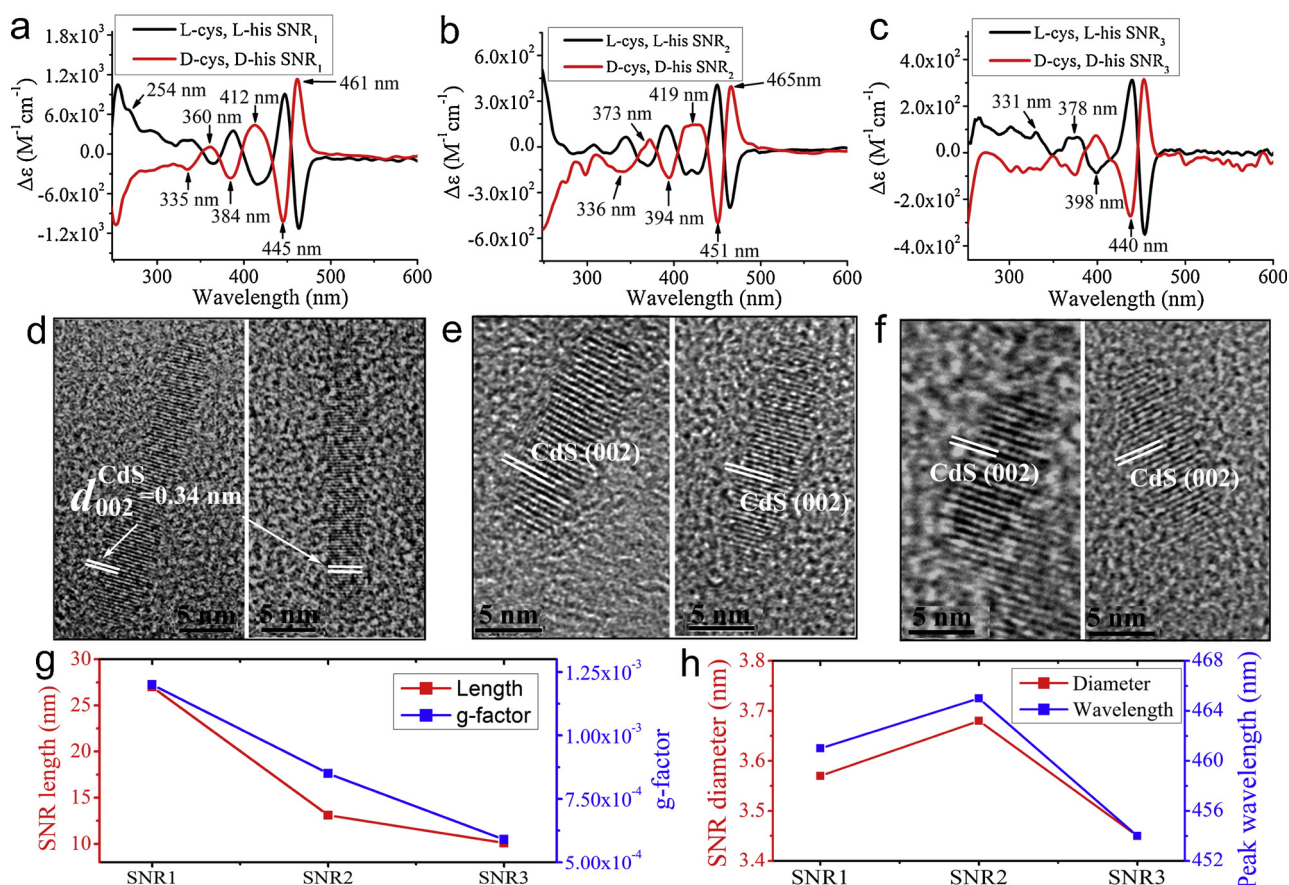 a
1.8x10³
1.2x10³
6.0x10²
0.0
-6.0x10²
-1.2x10³
Δε (M⁻¹cm⁻¹)
L-cys, L-his SNR₁
D-cys, D-his SNR₁
254 nm
360 nm
412 nm
461 nm
335 nm
384 nm
445 nm
300 400 500 600
Wavelength (nm)
b
6.0x10²
3.0x10²
0.0
-3.0x10²
-6.0x10²
Δε (M⁻¹cm⁻¹)
L-cys, L-his SNR₂
D-cys, D-his SNR₂
373 nm
419 nm
465nm
336 nm
394 nm
451 nm
300 400 500 600
Wavelength (nm)
c
4.0x10²
2.0x10²
0.0
-2.0x10²
-4.0x10²
Δε (M⁻¹cm⁻¹)
L-cys, L-his SNR₃
D-cys, D-his SNR₃
331 nm
378 nm
398 nm
440 nm
300 400 500 600
Wavelength (nm)
d
d₀₀₂^CdS=0.34 nm
5 nm
5 nm
e
CdS (002)
CdS (002)
5 nm
5 nm
f
CdS (002)
CdS (002)
5 nm
5 nm
g
30
25
20
15
10
SNR length (nm)
Length
g-factor
1.25x10⁻³
1.00x10⁻³
7.50x10⁻⁴
5.00x10⁻⁴
g-factor
SNR1 SNR2 SNR3
h
3.8
3.7
3.6
3.5
3.4
SNR diameter (nm)
Diameter
Wavelength
468
464
460
456
452
Peak wavelength (nm)
SNR1 SNR2 SNR3